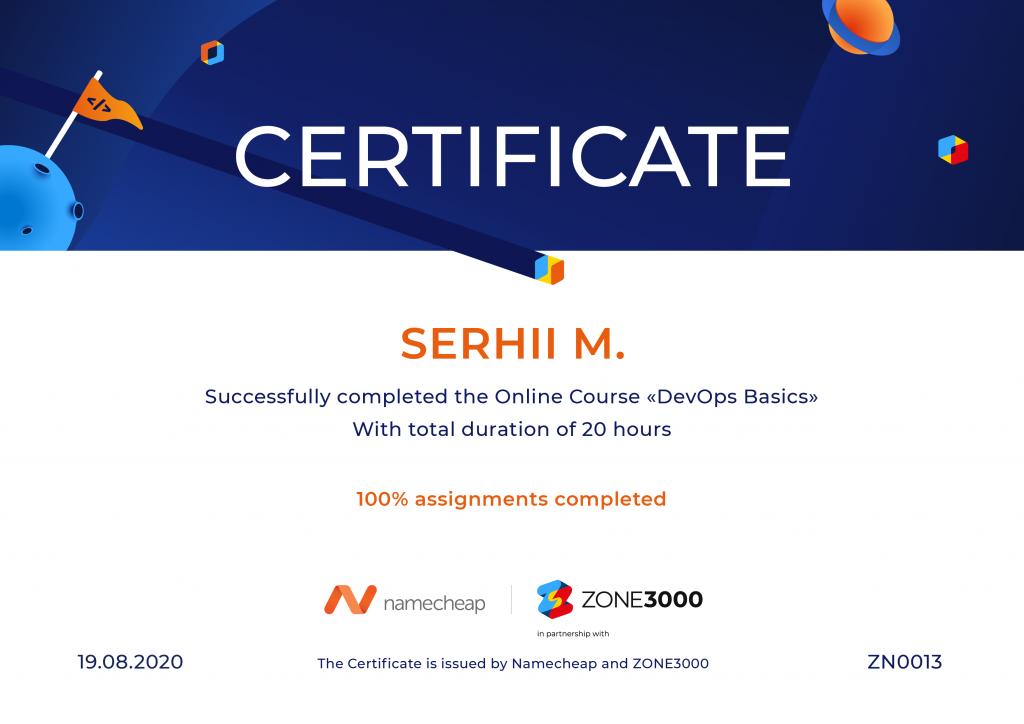 </>
CERTIFICATE
SERHII M.
Successfully completed the Online Course «DevOps Basics»
With total duration of 20 hours
100% assignments completed
namecheap
ZONE3000
in partnership with
19.08.2020
The Certificate is issued by Namecheap and ZONE3000
ZN0013